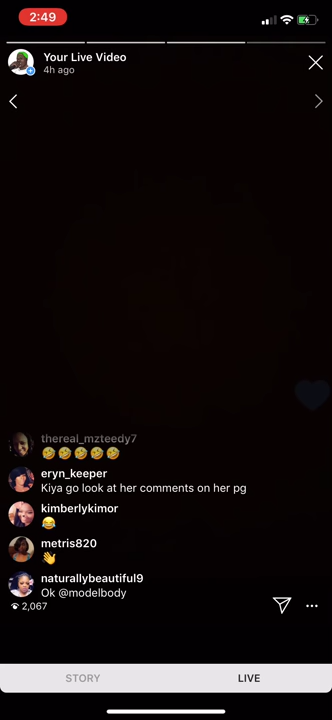 2:49
Your Live Video
4h ago
thereal_mzteedy7
🤣🤣🤣🤣🤣
eryn_keeper
Kiya go look at her comments on her pg
kimberlykimor
😂
metris820
👋
naturallybeautiful9
Ok @modelbody
2,067
STORY LIVE